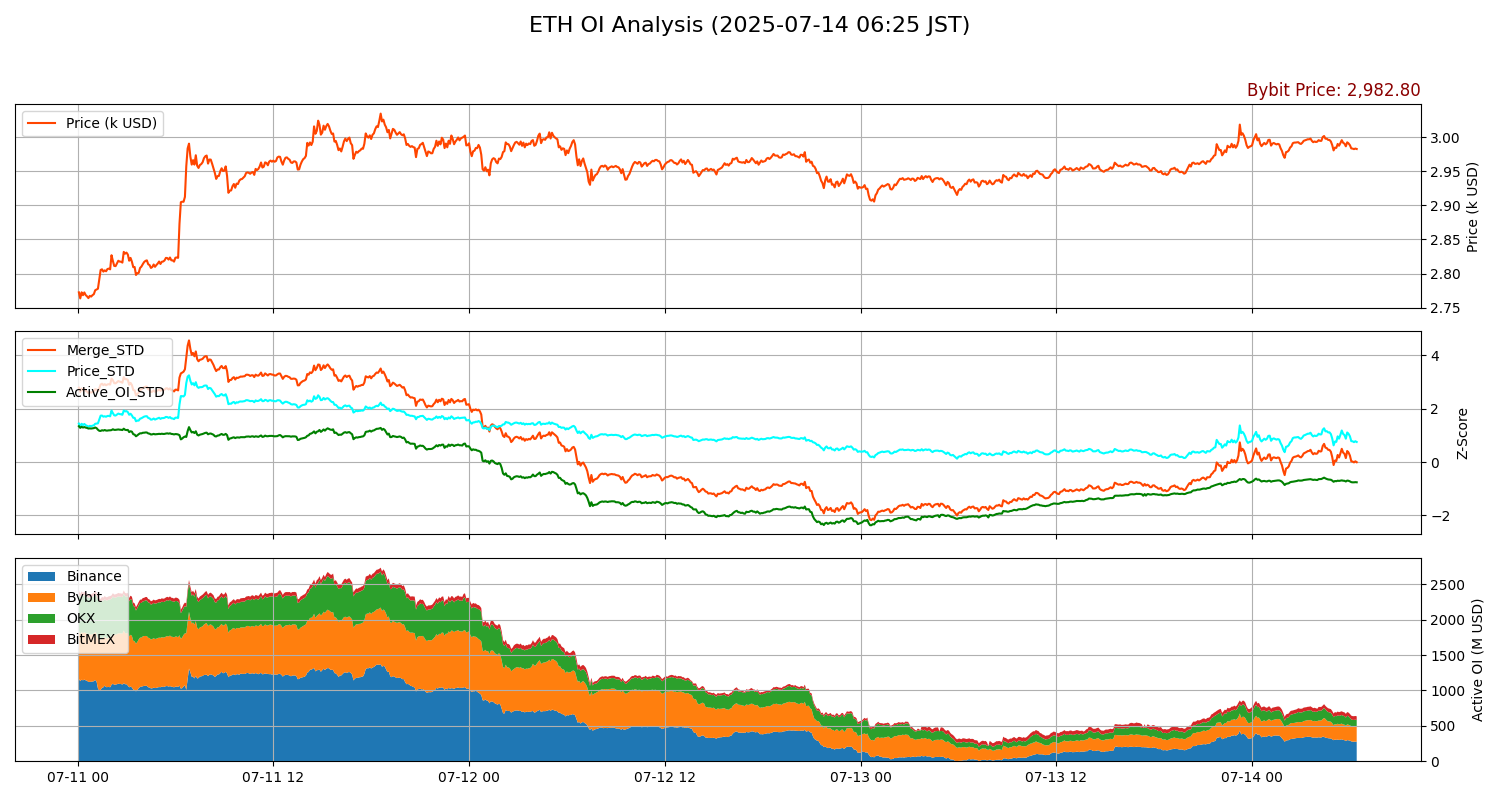 ETH OI Analysis (2025-07-14 06:25 JST)
Bybit Price: 2,982.80
Price (k USD)
3.00
2.95
2.90
2.85
2.80
2.75
Price (k USD)
Merge_STD
Price_STD
Active_OI_STD
4
2
0
−2
Z-Score
Binance
Bybit
OKX
BitMEX
2500
2000
1500
1000
500
0
Active OI (M USD)
07-11 00 07-11 12 07-12 00 07-12 12 07-13 00 07-13 12 07-14 00